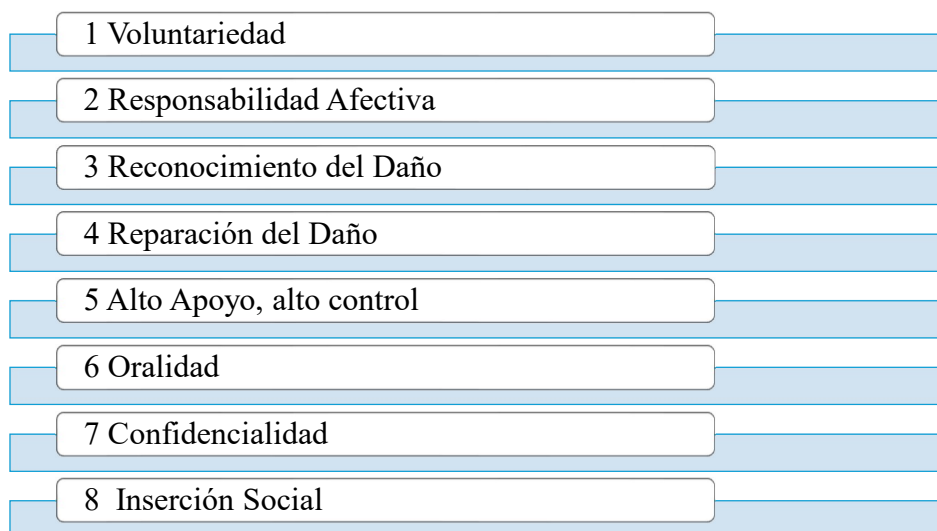 1 Voluntariedad
2 Responsabilidad Afectiva
3 Reconocimiento del Daño
4 Reparación del Daño
5 Alto Apoyo, alto control
6 Oralidad
7 Confidencialidad
8 Inserción Social